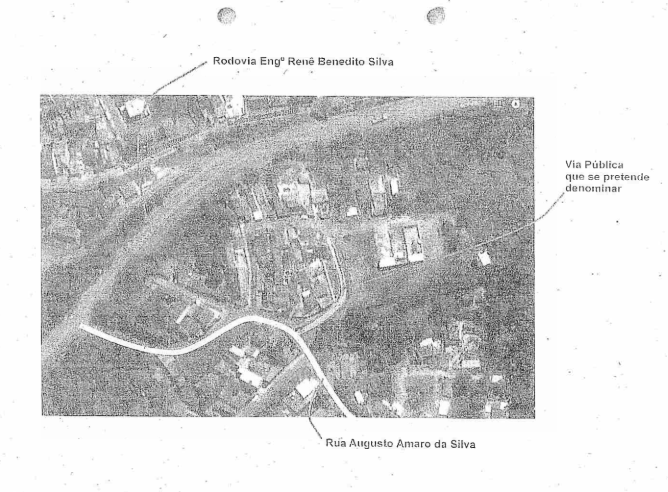 Rodovia Engº Renê Benedito Silva
Via Pública
que se pretende
denominar
Rua Augusto Amaro da Silva